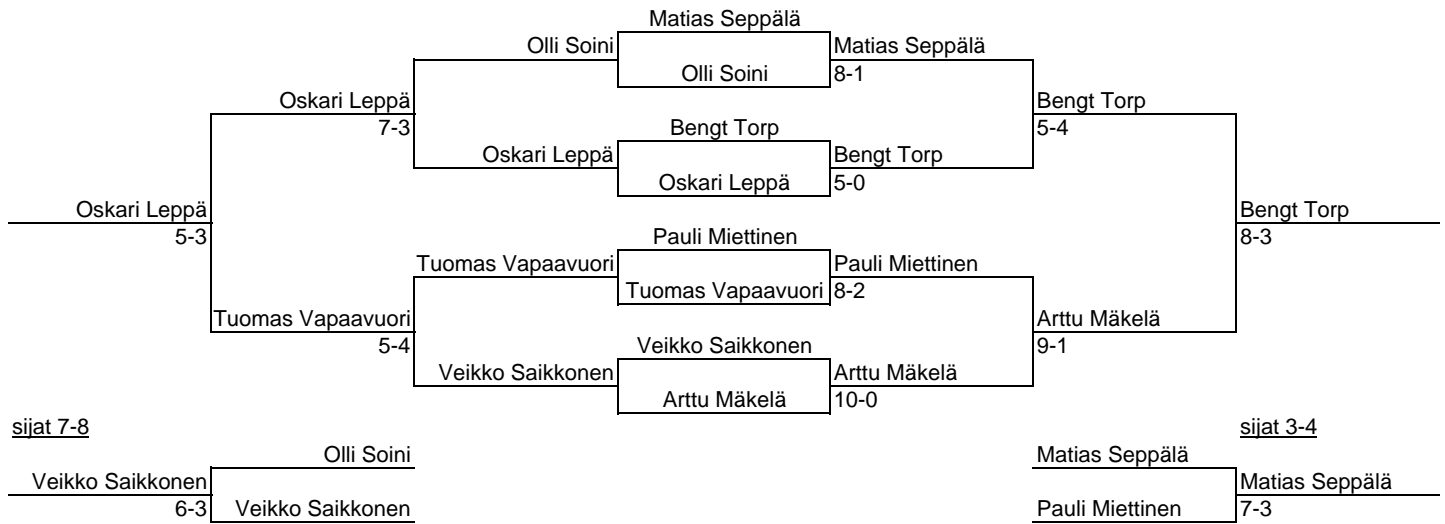 Matias Seppälä
Olli Soini Matias Seppälä
Olli Soini 8-1
Oskari Leppä Bengt Torp
7-3 Bengt Torp 5-4
Oskari Leppä Bengt Torp
Oskari Leppä 5-0
Oskari Leppä Bengt Torp
5-3 Pauli Miettinen 8-3
Tuomas Vapaavuori Pauli Miettinen
Tuomas Vapaavuori 8-2
Tuomas Vapaavuori Arttu Mäkelä
5-4 Veikko Saikkonen 9-1
Veikko Saikkonen Arttu Mäkelä
Arttu Mäkelä 10-0
sijat 7-8 sijat 3-4
Olli Soini Matias Seppälä
Veikko Saikkonen Matias Seppälä
6-3 Veikko Saikkonen Pauli Miettinen 7-3